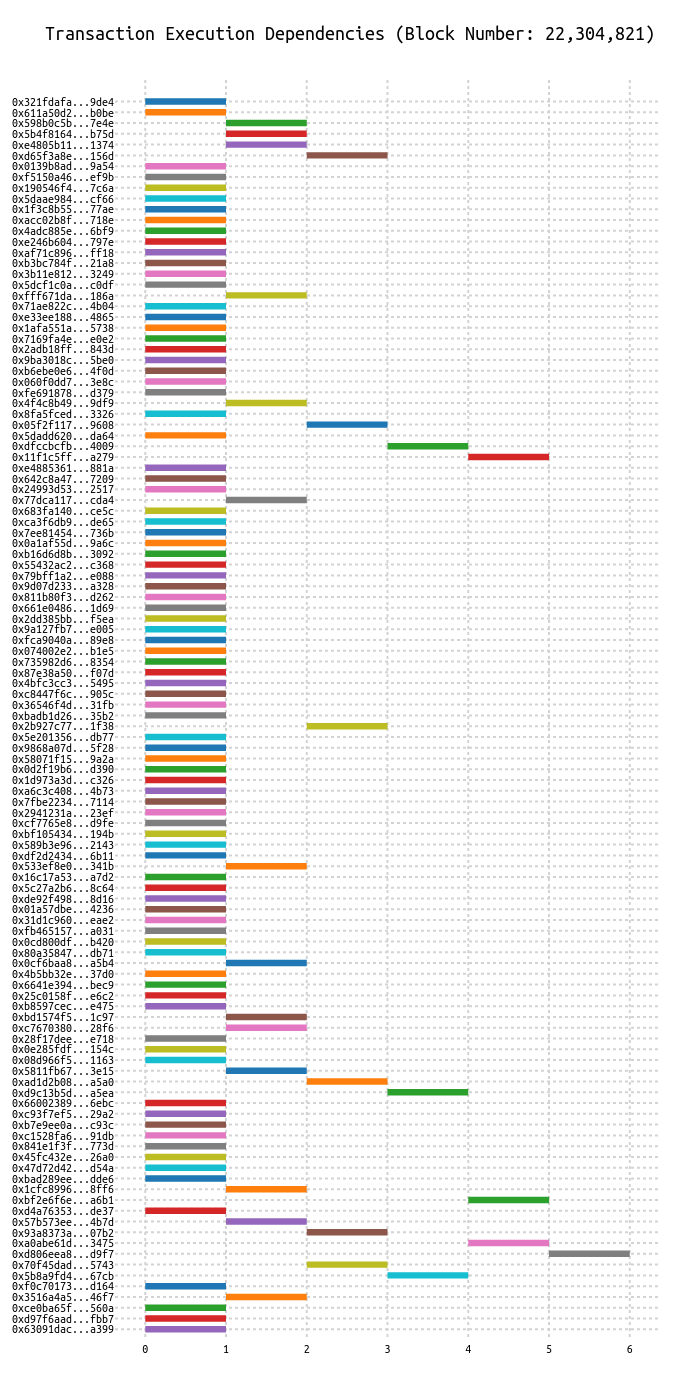 Transaction Execution Dependencies (Block Number: 22,304,821)
0x321fdafa...9de4
0x611a50d2...b0be
0x598b0c5b...7e4e
0x5b4f8164...b75d
0xe4805b11...1374
0xd65f3a8e...156d
0x0139b8ad...9a54
0xf5150a46...ef9b
0x190546f4...7c6a
0x5daae984...cf66
0x1f3c8b55...77ae
0xacc02b8f...718e
0x4adc885e...6bf9
0xe246b604...797e
0xaf71c896...ff18
0xb3bc784f...21a8
0x3b11e812...3249
0x5dcf1c0a...c0df
0xfff671da...186a
0x71ae822c...4b04
0xe33ee188...4865
0x1afa551a...5738
0x7169fa4e...e0e2
0x2adb18ff...843d
0x9ba3018c...5be0
0xb6ebe0e6...4f0d
0x060f0dd7...3e8c
0xfe691878...d379
0x4f4c8b49...9df9
0x8fa5fced...3326
0x05f2f117...9608
0x5dadd620...da64
0xdfccbcfb...4009
0x11f1c5ff...a279
0xe4885361...881a
0x642c8a47...7209
0x24993d53...2517
0x77dca117...cda4
0x683fa140...ce5c
0xca3f6db9...de65
0x7ee81454...736b
0x0a1af55d...9a6c
0xb16d6d8b...3092
0x55432ac2...c368
0x79bff1a2...e088
0x9d07d233...a328
0x811b80f3...d262
0x661e0486...1d69
0x2dd385bb...f5ea
0x9a127fb7...e005
0xfca9040a...89e8
0x074002e2...b1e5
0x735982d6...8354
0x87e38a50...f07d
0x4bfc3cc3...5495
0xc8447f6c...905c
0x36546f4d...31fb
0xbadb1d26...35b2
0x2b927c77...1f38
0x5e201356...db77
0x9868a07d...5f28
0x58071f15...9a2a
0x0d2f19b6...d390
0x1d973a3d...c326
0xa6c3c408...4b73
0x7fbe2234...7114
0x2941231a...23ef
0xcf7765e8...d9fe
0xbf105434...194b
0x589b3e96...2143
0xdf2d2434...6b11
0x533ef8e0...341b
0x16c17a53...a7d2
0x5c27a2b6...8c64
0xde92f498...8d16
0x01a57dbe...4236
0x31d1c960...eae2
0xfb465157...a031
0x0cd800df...b420
0x80a35847...db71
0x0cf6baa8...a5b4
0x4b5bb32e...37d0
0x6641e394...bec9
0x25c0158f...e6c2
0xb8597cec...e475
0xbd1574f5...1c97
0xc7670380...28f6
0x28f17dee...e718
0x0e285fdf...154c
0x08d966f5...1163
0x5811fb67...3e15
0xad1d2b08...a5a0
0xd9c13b5d...a5ea
0x66002389...6ebc
0xc93f7ef5...29a2
0xb7e9ee0a...c93c
0xc1528fa6...91db
0x841e1f3f...773d
0x45fc432e...26a0
0x47d72d42...d54a
0xbad289ee...dde6
0x1cfc8996...8ff6
0xbf2e6f6e...a6b1
0xd4a76353...de37
0x57b573ee...4b7d
0x93a8373a...07b2
0xa0abe61d...3475
0xd806eea8...d9f7
0x70f45dad...5743
0x5b8a9fd4...67cb
0xf0c70173...d164
0x3516a4a5...46f7
0xce0ba65f...560a
0xd97f6aad...fbb7
0x63091dac...a399
0 1 2 3 4 5 6